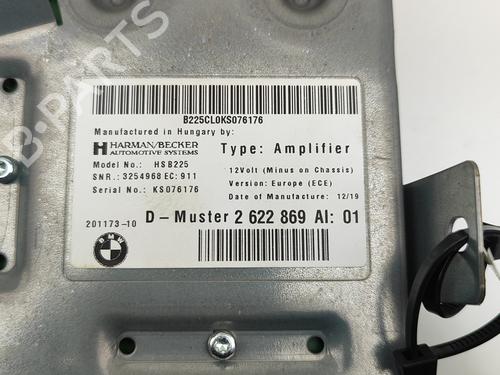 B225CL0KS076176
Manufactured in Hungary by:
HARMAN/BECKER
AUTOMOTIVE SYSTEMS
Type: Amplifier
Model No.: HSB225
12Volt (Minus on Chassis)
SNR.: 3254968 EC: 911
Version: Europe (ECE)
Serial No.: KS076176
Date of Manufacture: 12/19
201173-10
D-Muster 2 622 869 AI: 01
BMW
B-PARTS